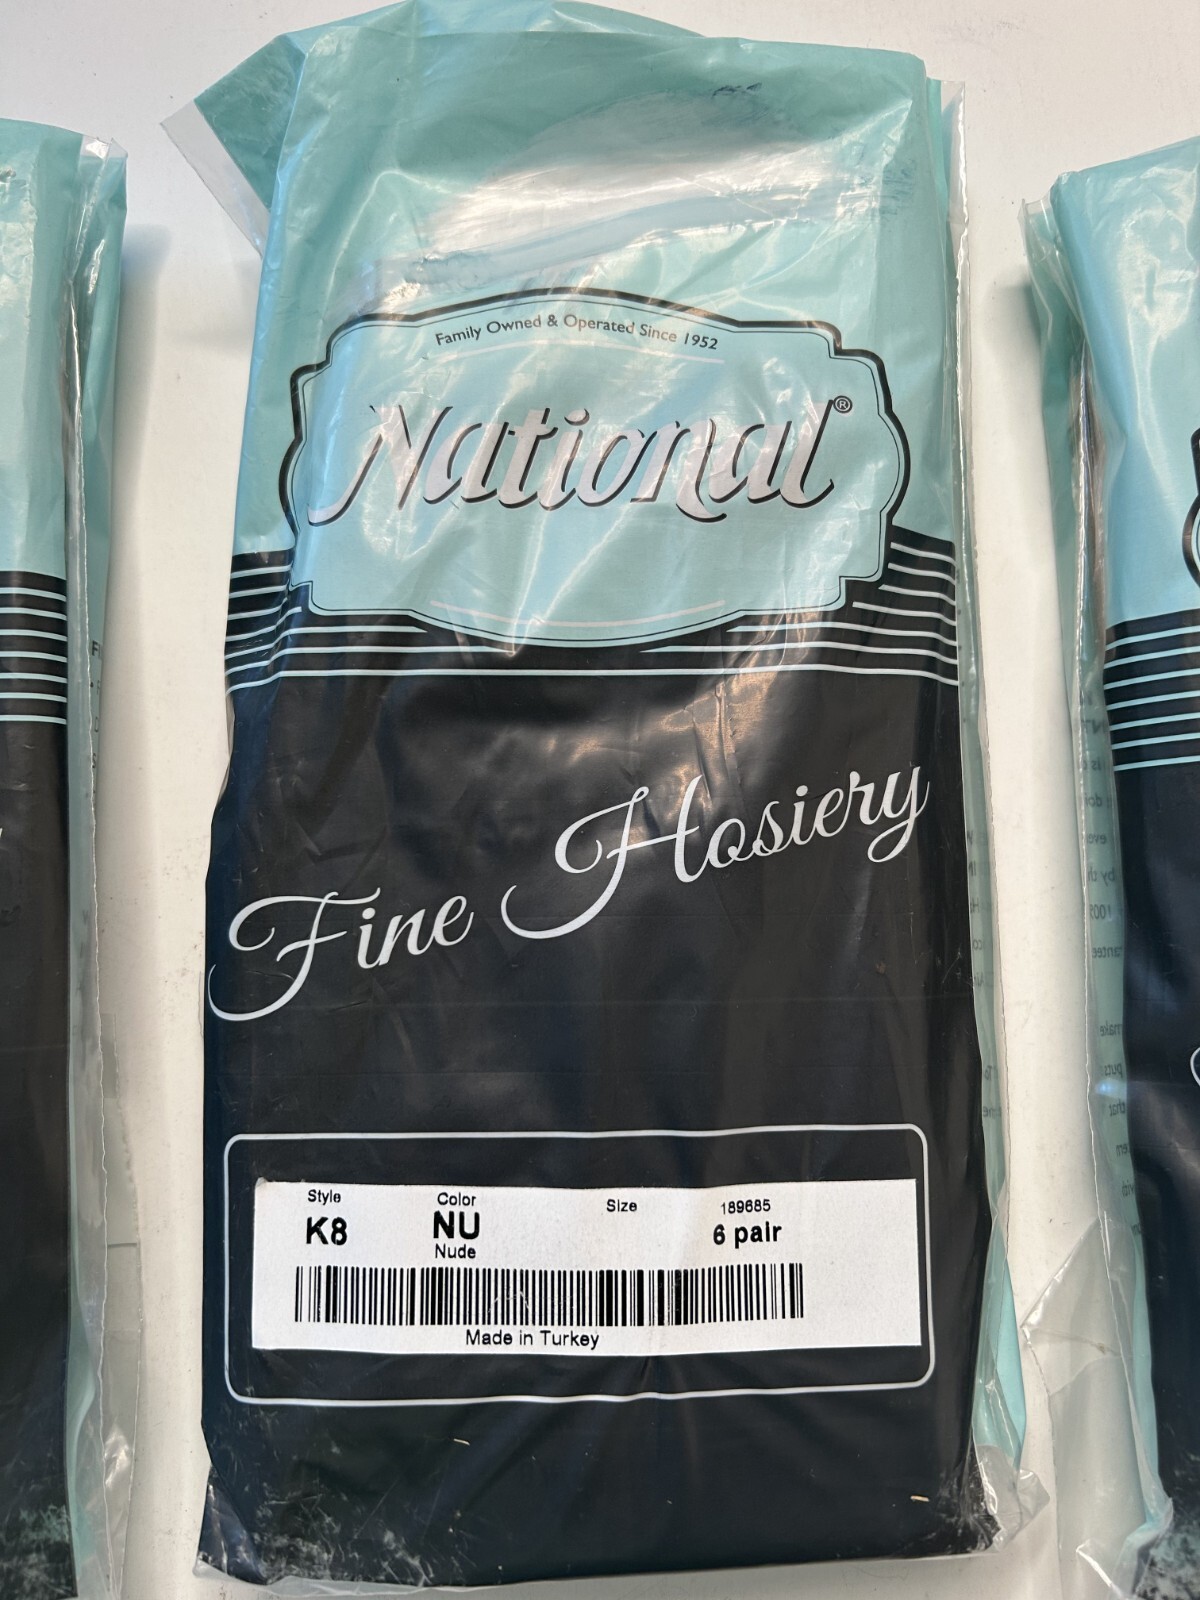 Family Owned & Operated Since 1952
National®
Fine Hosiery
Style Color Size 189685
K8 NU 6 pair
Nude
Made in Turkey